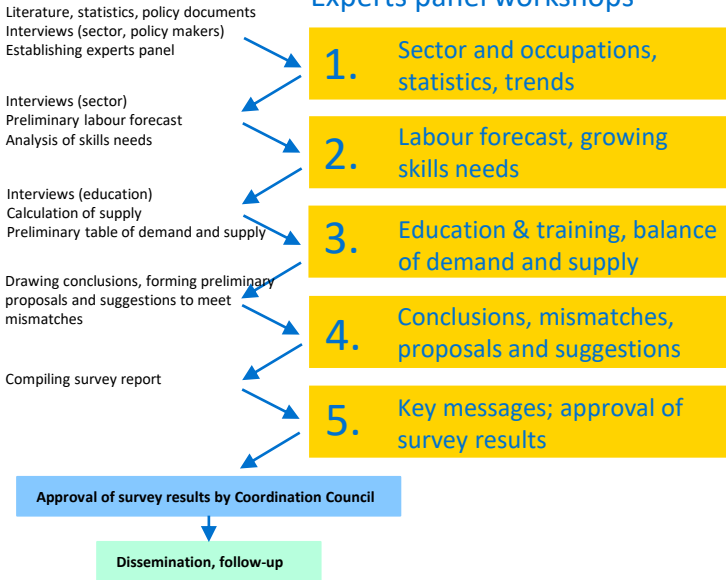 Experts panel workshops
Literature, statistics, policy documents
Interviews (sector, policy makers)
Establishing experts panel
1. Sector and occupations,
statistics, trends
Interviews (sector)
Preliminary labour forecast
Analysis of skills needs
2. Labour forecast, growing
skills needs
Interviews (education)
Calculation of supply
Preliminary table of demand and supply
3. Education & training, balance
of demand and supply
Drawing conclusions, forming preliminary
proposals and suggestions to meet
mismatches
4. Conclusions, mismatches,
proposals and suggestions
Compiling survey report
5. Key messages; approval of
survey results
Approval of survey results by Coordination Council
Dissemination, follow-up